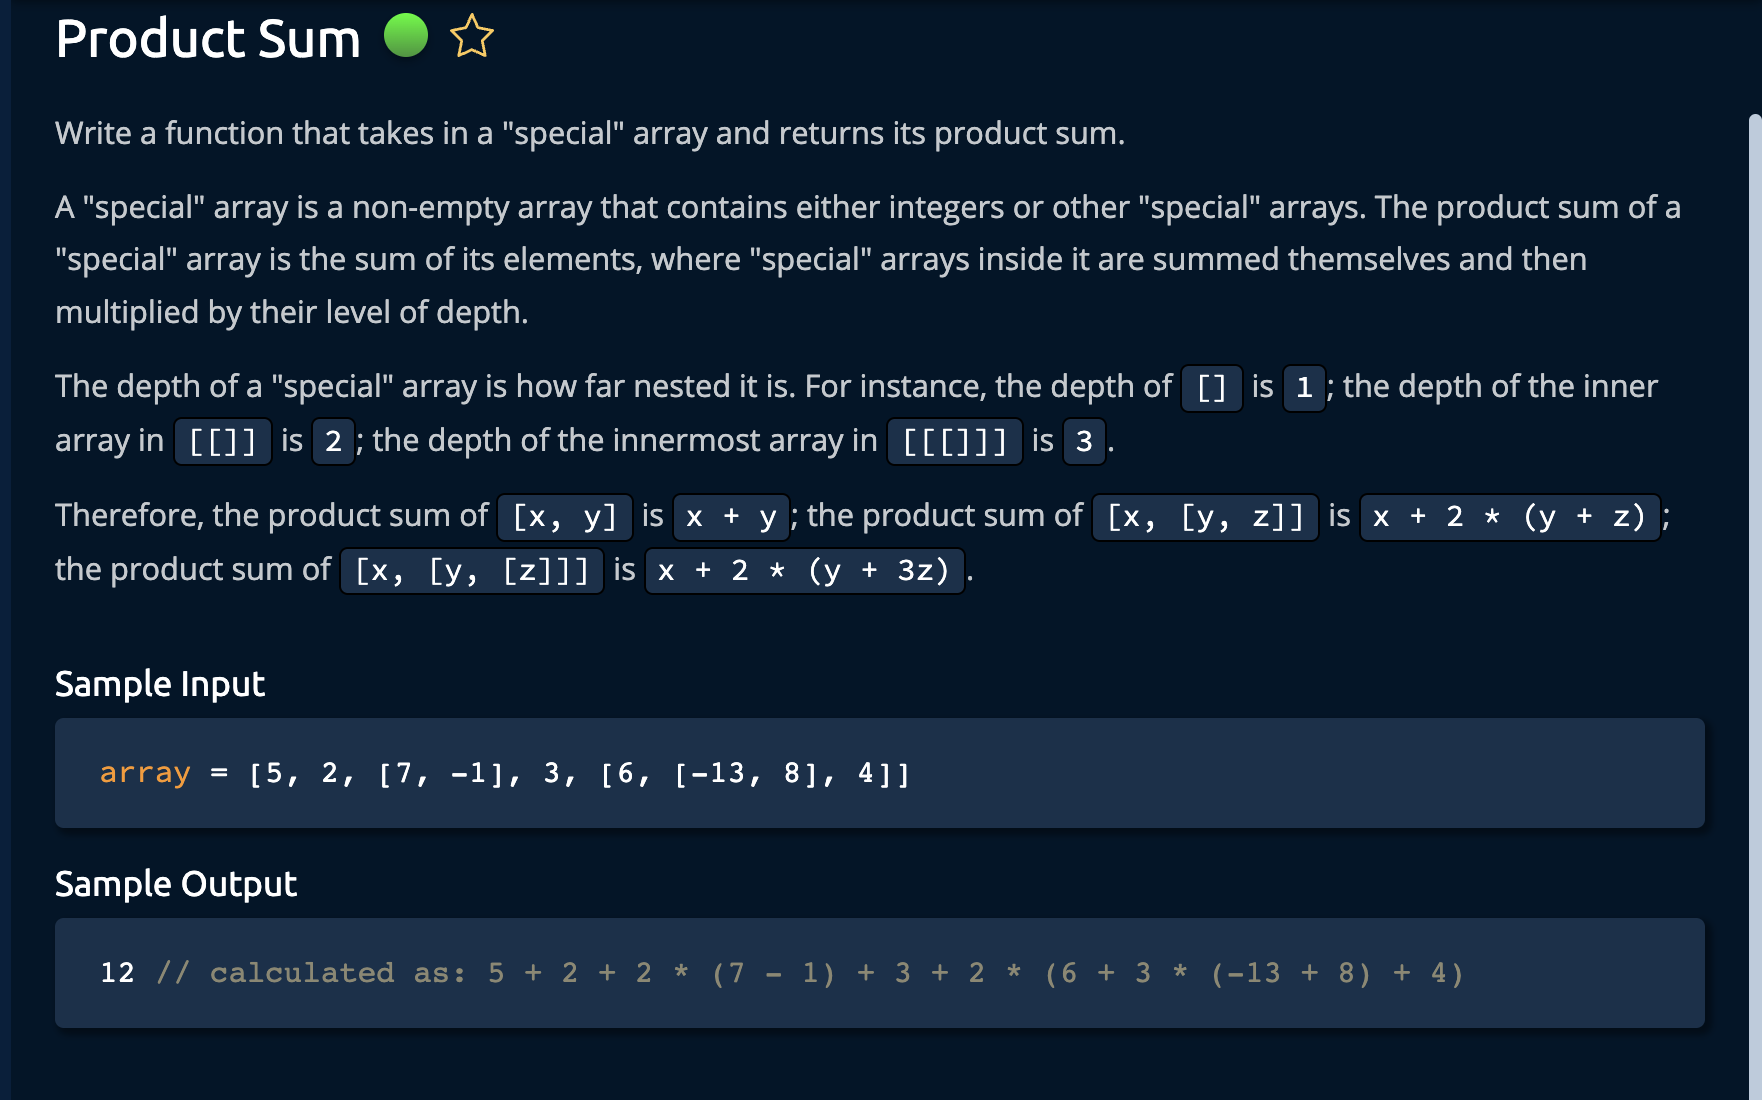 Product Sum
Write a function that takes in a "special" array and returns its product sum.
A "special" array is a non-empty array that contains either integers or other "special" arrays. The product sum of a
"special" array is the sum of its elements, where "special" arrays inside it are summed themselves and then
multiplied by their level of depth.
The depth of a "special" array is how far nested it is. For instance, the depth of [] is 1; the depth of the inner
array in [[]] is 2; the depth of the innermost array in [[[]]] is 3.
Therefore, the product sum of [x, y] is x + y; the product sum of [x, [y, z]] is x + 2 * (y + z);
the product sum of [x, [y, [z]]] is x + 2 * (y + 3z).
Sample Input
array = [5, 2, [7, -1], 3, [6, [-13, 8], 4]]
Sample Output
12 // calculated as: 5 + 2 + 2 * (7 - 1) + 3 + 2 * (6 + 3 * (-13 + 8) + 4)